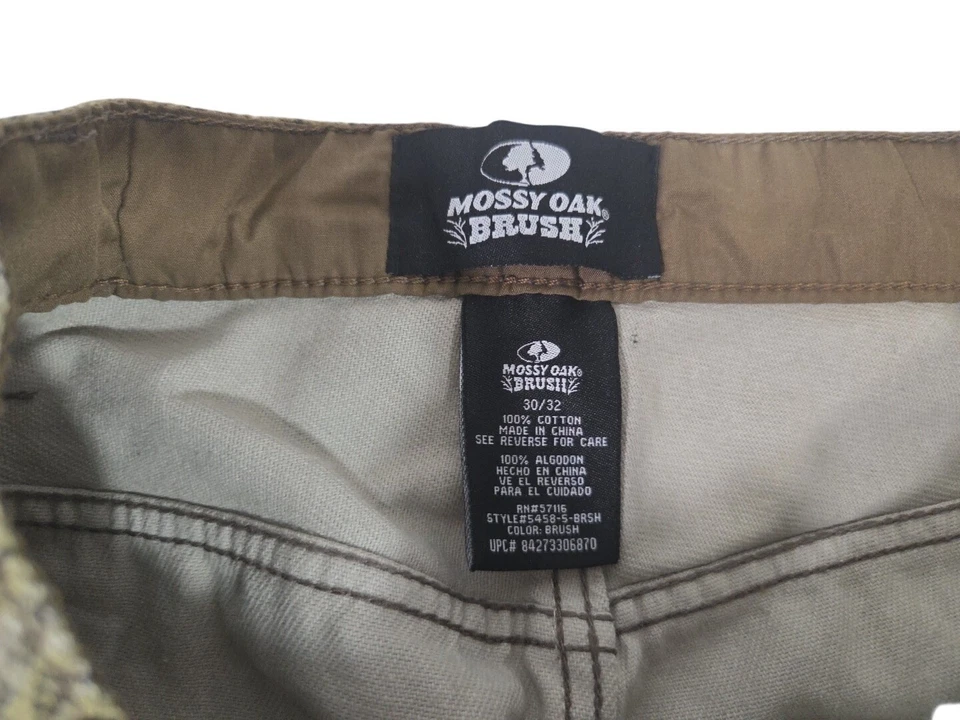 MOSSY OAK®
BRUSH
MOSSY OAK®
BRUSH
30/32
100% COTTON
MADE IN CHINA
SEE REVERSE FOR CARE
100% ALGODON
HECHO EN CHINA
VE EL REVERSO
PARA EL CUIDADO
RN#57116
STYLE#5458-5-BRSH
COLOR: BRUSH
UPC# 84273306870